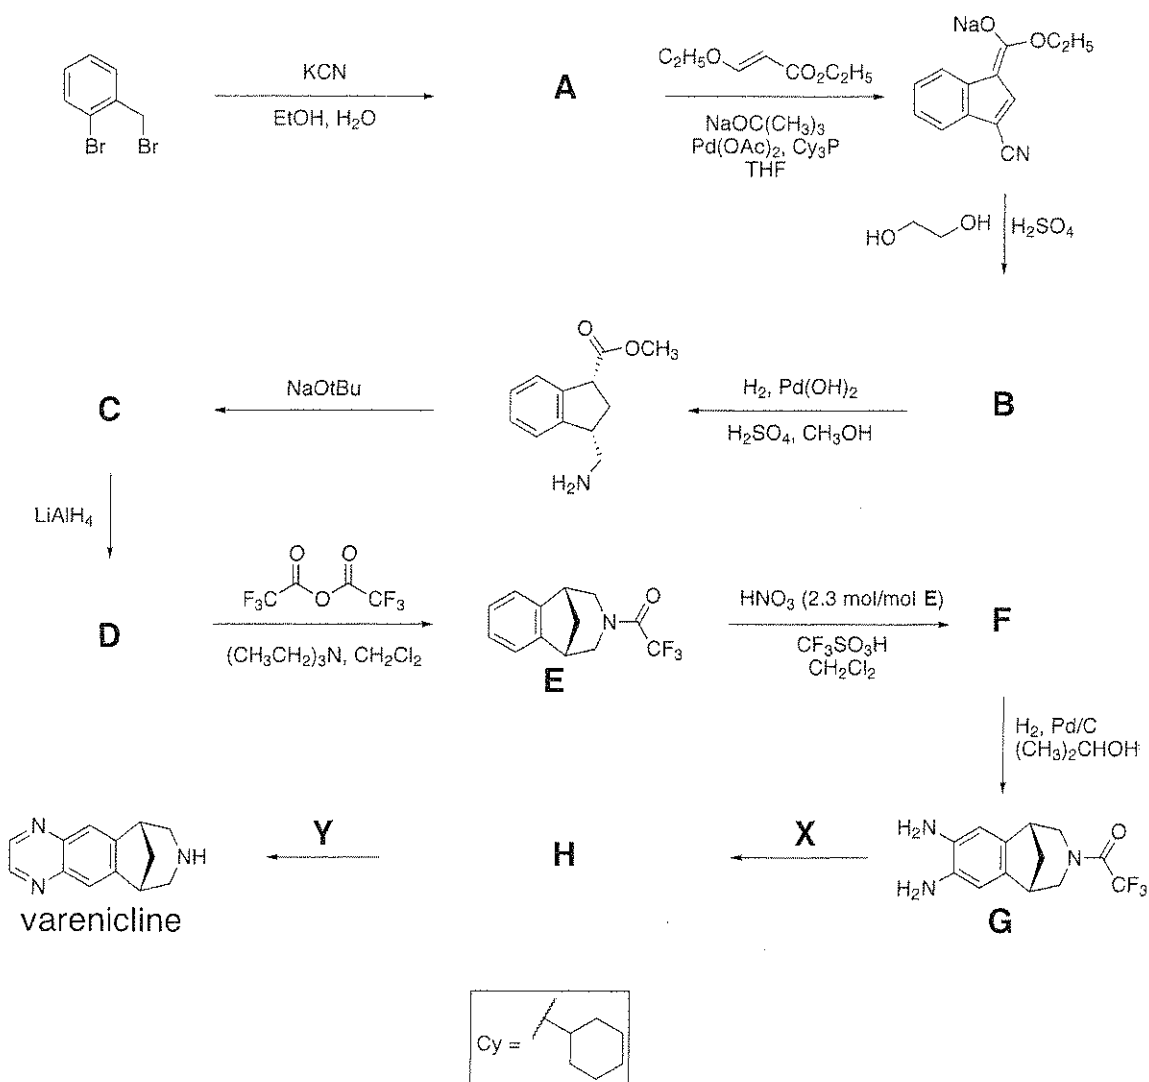 KCN
EtOH, H2O
Br
Br
A
C2H5O
CO2C2H5
NaOC(CH3)3
Pd(OAc)2, Cy3P
THF
NaO
OC2H5
CN
HO
OH
H2SO4
C
NaOtBu
O
OCH3
H2N
H2, Pd(OH)2
H2SO4, CH3OH
B
LiAlH4
D
O
O
F3C
O
CF3
(CH3CH2)3N, CH2Cl2
N
O
CF3
E
HNO3 (2.3 mol/mol E)
CF3SO3H
CH2Cl2
F
H2, Pd/C
(CH3)2CHOH
N
N
NH
varenicline
Y
H
X
H2N
H2N
N
O
CF3
G
Cy =